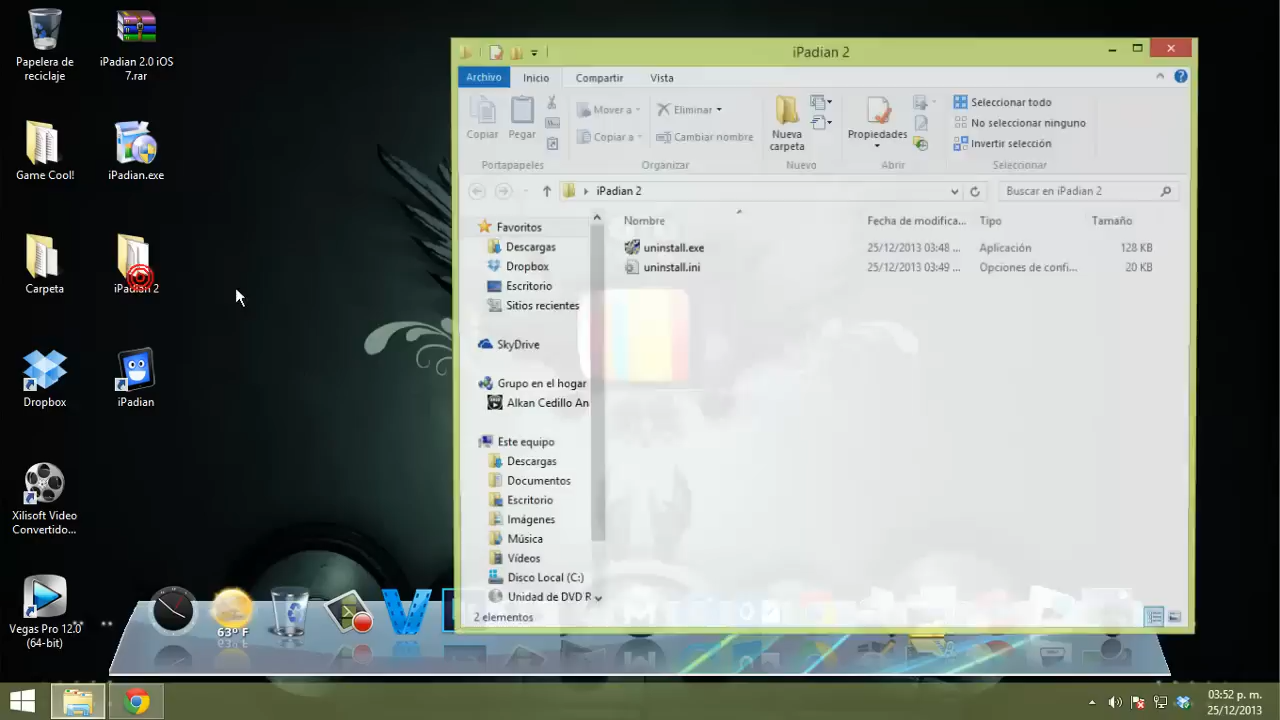 Papelera de
reciclaje
iPadian 2.0 iOS
7.rar
Game Cool!
iPadian.exe
Carpeta
iPadian 2
Dropbox
iPadian
Xilisoft Video
Convertido...
Vegas Pro 12.0
(64-bit)
iPadian 2
Archivo
Inicio
Compartir
Vista
Copiar
Pegar
Mover a
Copiar a
Eliminar
Cambiar nombre
Nueva
carpeta
Propiedades
Seleccionar todo
No seleccionar ninguno
Invertir selección
Portapapeles
Organizar
Nuevo
Abrir
Seleccionar
iPadian 2
Buscar en iPadian 2
Nombre
Fecha de modifica...
Tipo
Tamaño
uninstall.exe
25/12/2013 03:48 ...
Aplicación
128 KB
uninstall.ini
25/12/2013 03:49 ...
Opciones de confi...
20 KB
Favoritos
Descargas
Dropbox
Escritorio
Sitios recientes
SkyDrive
Grupo en el hogar
Alkan Cedillo An
Este equipo
Descargas
Documentos
Escritorio
Imágenes
Música
Vídeos
Disco Local (C:)
Unidad de DVD R
2 elementos
63º F
03:52 p. m.
25/12/2013